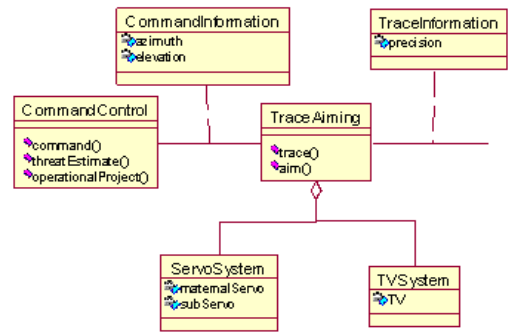 CommandInformation
azimuth
elevation
TraceInformation
precision
CommandControl
command()
threatEstimate()
operationalProject()
TraceAiming
trace()
aim()
ServoSystem
maternalServo
subServo
TVSystem
TV